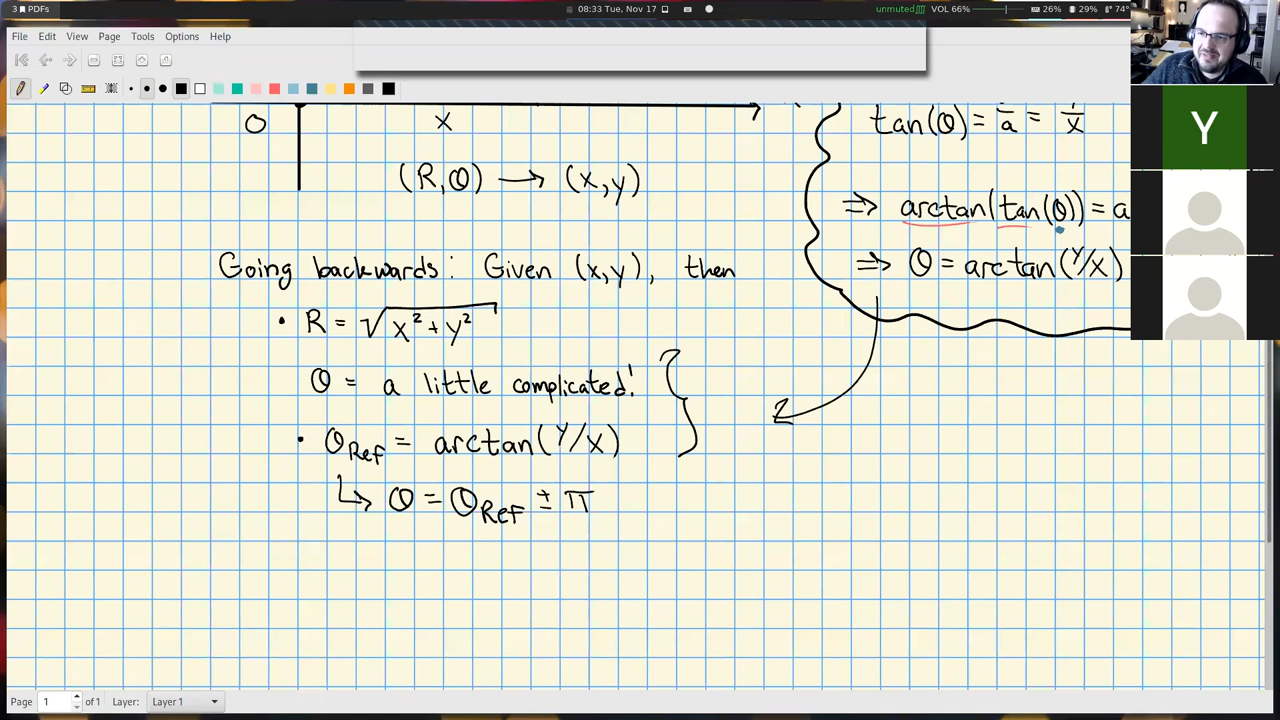 3 PDFs
08:33 Tue, Nov 17
unmuted VOL 66% 26% 29% 74°
File Edit View Page Tools Options Help
O
x
(R,θ) → (x,y)
tan(θ) = = 
⇒ arctan(tan(θ)) = a
⇒ θ = arctan(y/x)
Going backwards: Given (x,y), then
• R = √x²+y²
θ = a little complicated!
• θRef = arctan(y/x)
↳ θ = θRef ± π
Y
Page 1 of 1 Layer: Layer 1